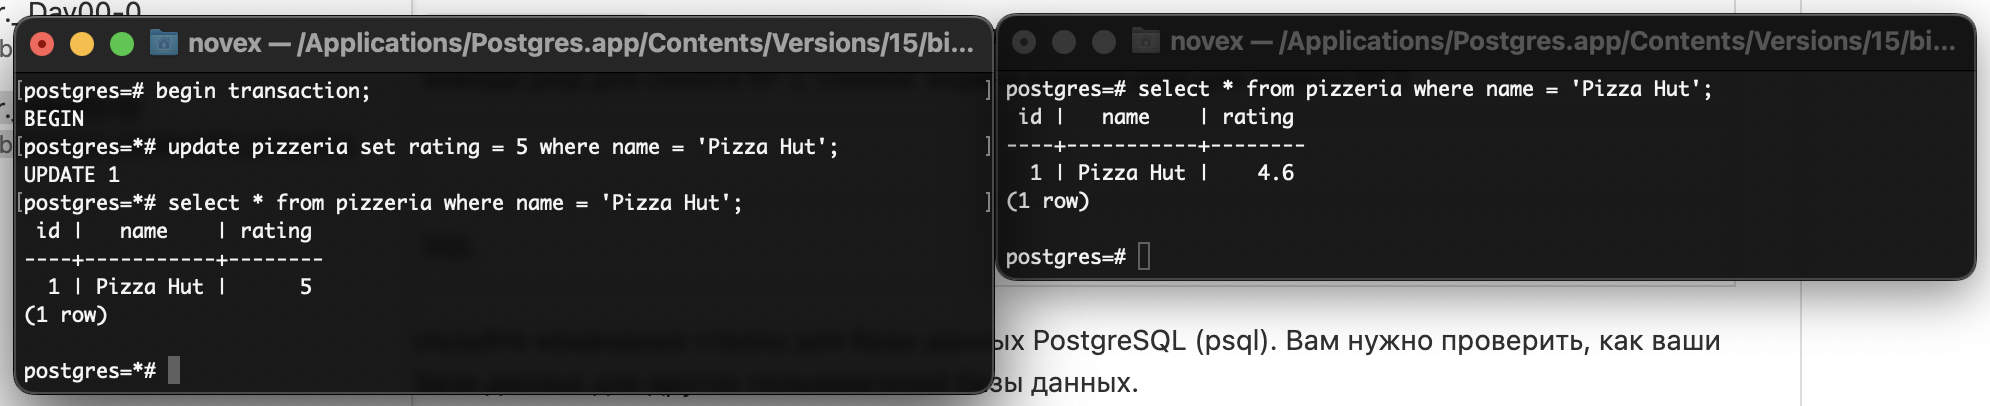 Day00-0
novex — /Applications/Postgres.app/Contents/Versions/15/bi...
postgres=# begin transaction;
BEGIN
postgres=*# update pizzeria set rating = 5 where name = 'Pizza Hut';
UPDATE 1
postgres=*# select * from pizzeria where name = 'Pizza Hut';
id | name | rating
----+-----------+--------
1 | Pizza Hut | 5
(1 row)
postgres=*#
novex — /Applications/Postgres.app/Contents/Versions/15/bi...
postgres=# select * from pizzeria where name = 'Pizza Hut';
id | name | rating
----+-----------+--------
1 | Pizza Hut | 4.6
(1 row)
postgres=#
ых PostgreSQL (psql). Вам нужно проверить, как ваши
зы данных.